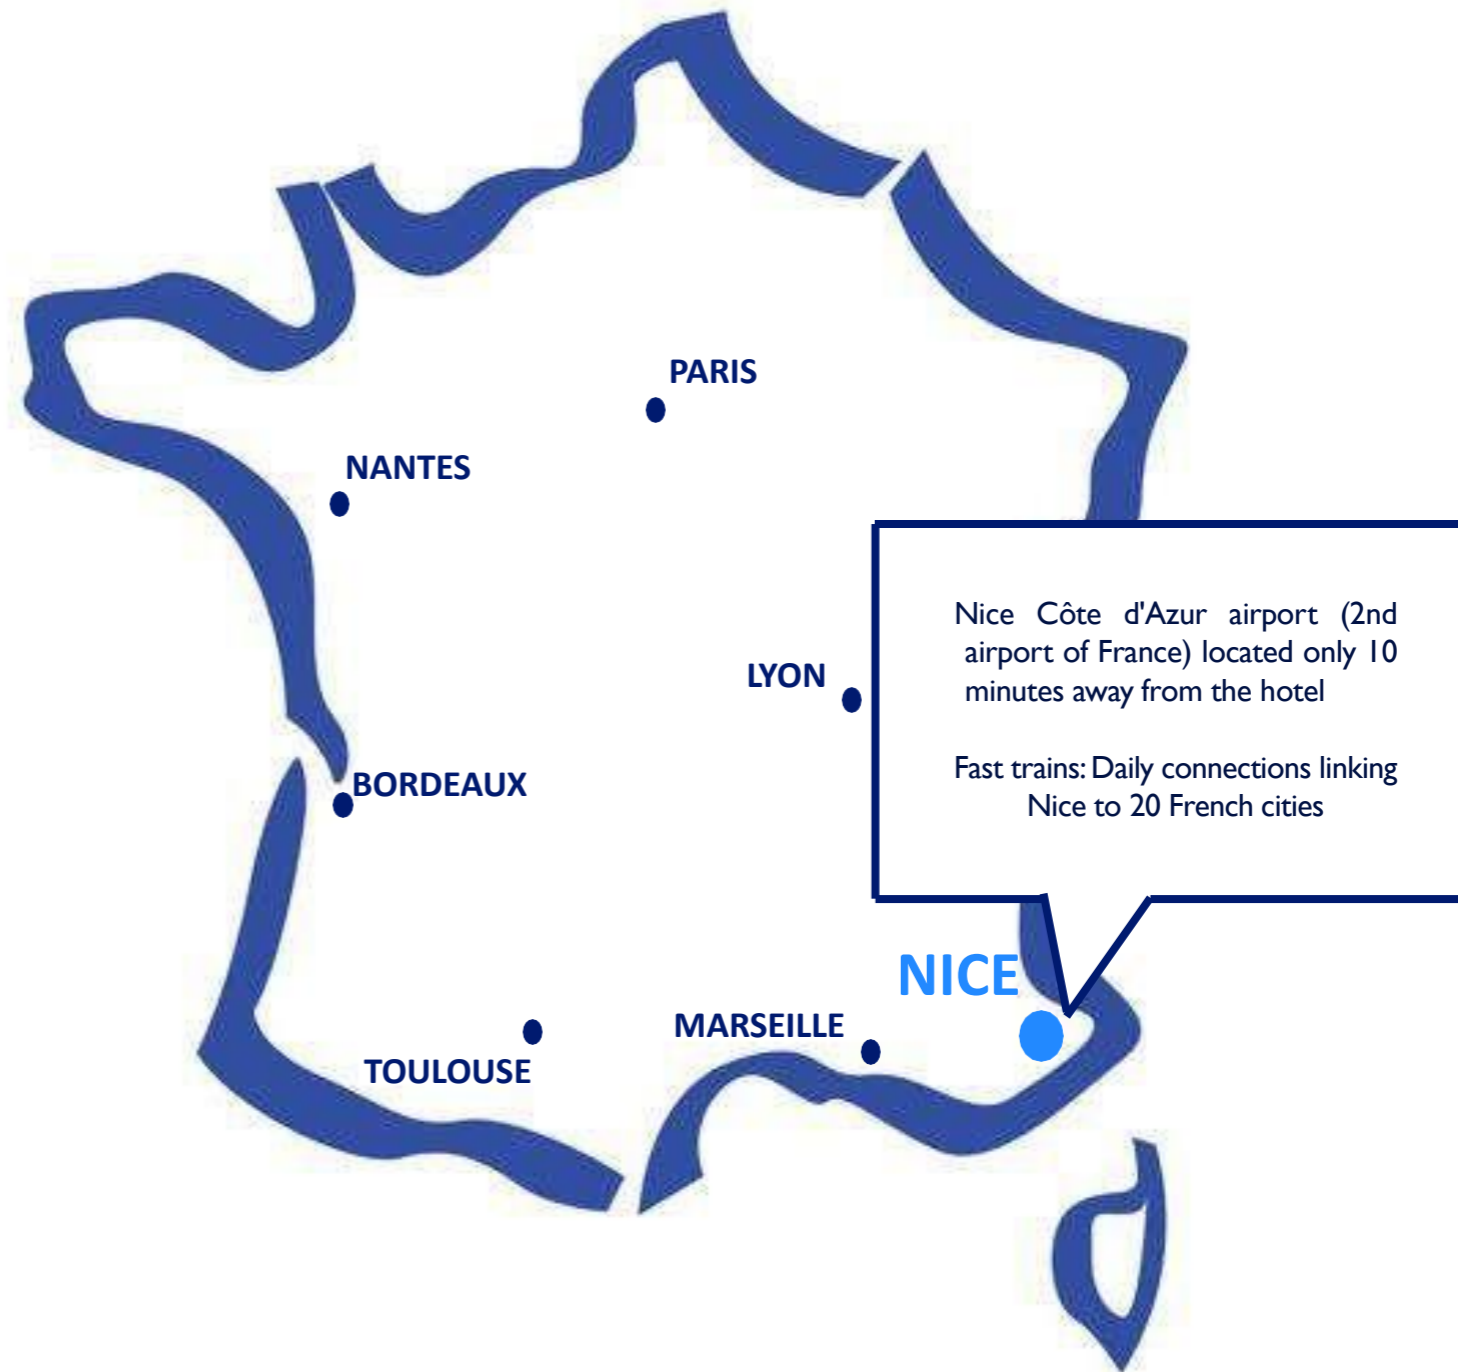 PARIS
NANTES
Nice Côte d'Azur airport (2nd
airport of France) located only 10
minutes away from the hotel
LYON
Fast trains: Daily connections linking
Nice to 20 French cities
BORDEAUX
NICE
MARSEILLE
TOULOUSE